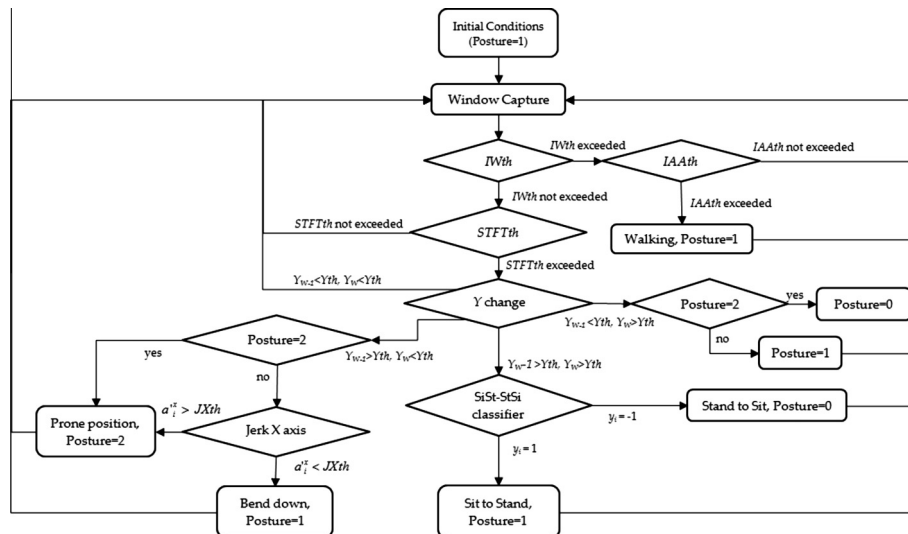 Initial Conditions
(Posture=1)
Window Capture
IWth exceeded
IWth
IAAth
IAAth not exceeded
IWth not exceeded
IAAth exceeded
STFTth not exceeded
STFTth
Walking, Posture=1
STFTth exceeded
Yw-1<Yth, Yw<Yth
Y change
Posture=2
yes
Posture=0
Yw-1<Yth, Yw>Yth
Posture=2
Yw-1>Yth, Yw<Yth
no
Posture=1
yes
no
Yw-1>Yth, Yw>Yth
SiSt-StSi
classifier
Stand to Sit, Posture=0
yi= -1
a'ix > JXth
Prone position,
Posture=2
Jerk X axis
yi= 1
a'ix < JXth
Bend down,
Posture=1
Sit to Stand,
Posture=1